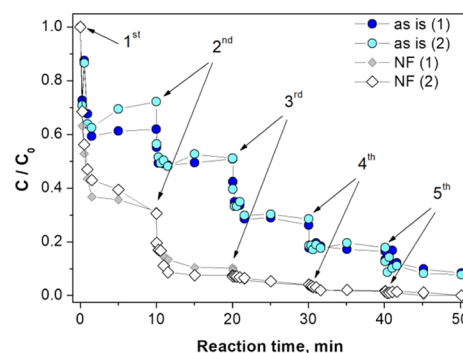 as is (1)
as is (2)
NF (1)
NF (2)
1st
2nd
3rd
4th
5th
C / C0
1.0
0.8
0.6
0.4
0.2
0.0
0 10 20 30 40 50
Reaction time, min